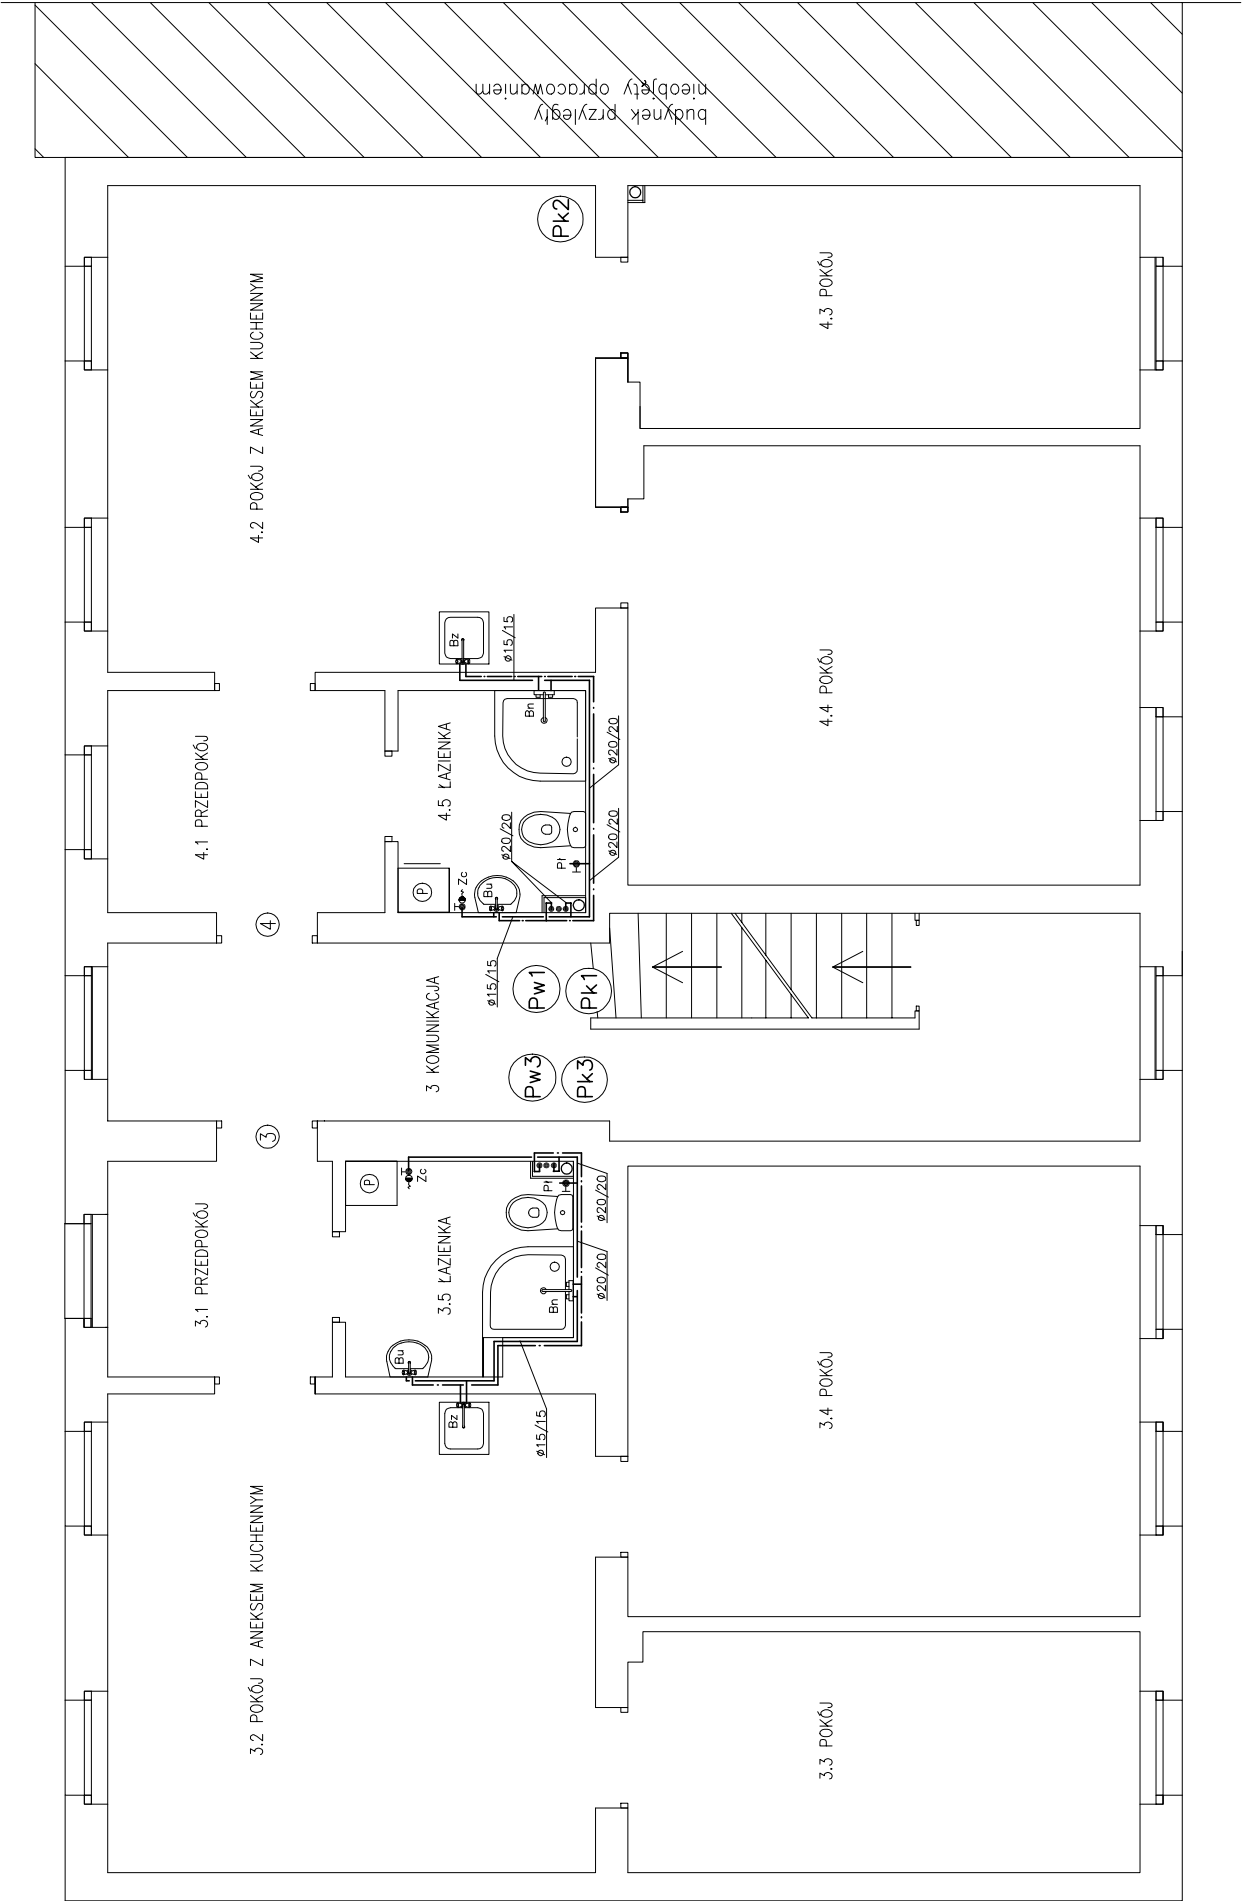 budynek przyległy
nieobjęty opracowaniem
Pk2
4.2 POKÓJ Z ANEKSEM KUCHENNYM
4.3 POKÓJ
4.4 POKÓJ
Bz
ø15/15
4.1 PRZEDPOKÓJ
4.5 ŁAZIENKA
Bn
ø20/20
ø20/20
ø20/20
Pł
P
Zc
Bu
4
ø15/15
3 KOMUNIKACJA
Pw1
Pk1
Pw3
Pk3
3
P
Zc
Pł
ø20/20
3.1 PRZEDPOKÓJ
3.5 ŁAZIENKA
ø20/20
Bn
Bu
Bz
ø15/15
3.4 POKÓJ
3.2 POKÓJ Z ANEKSEM KUCHENNYM
3.3 POKÓJ